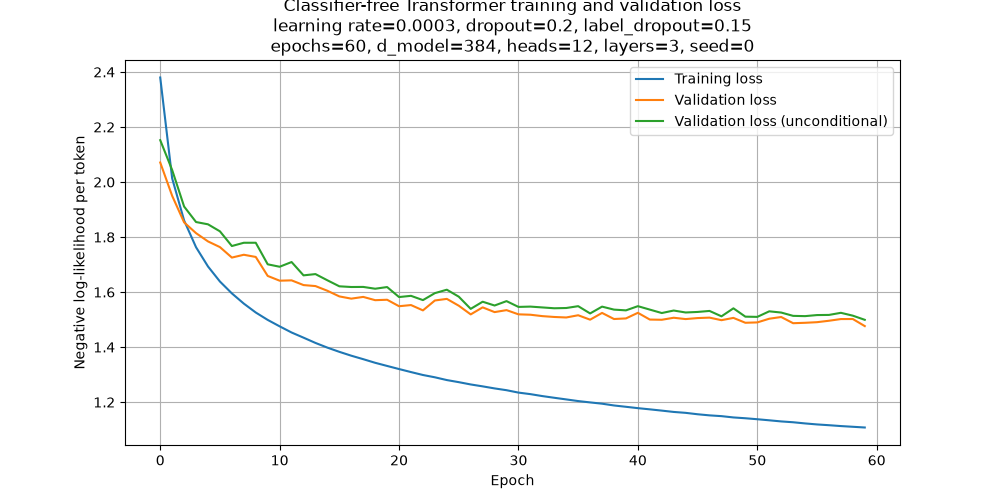 Classifier-free Transformer training and validation loss
learning rate=0.0003, dropout=0.2, label_dropout=0.15
epochs=60, d_model=384, heads=12, layers=3, seed=0
Training loss
Validation loss
Validation loss (unconditional)
Negative log-likelihood per token
2.4
2.2
2.0
1.8
1.6
1.4
1.2
0 10 20 30 40 50 60
Epoch